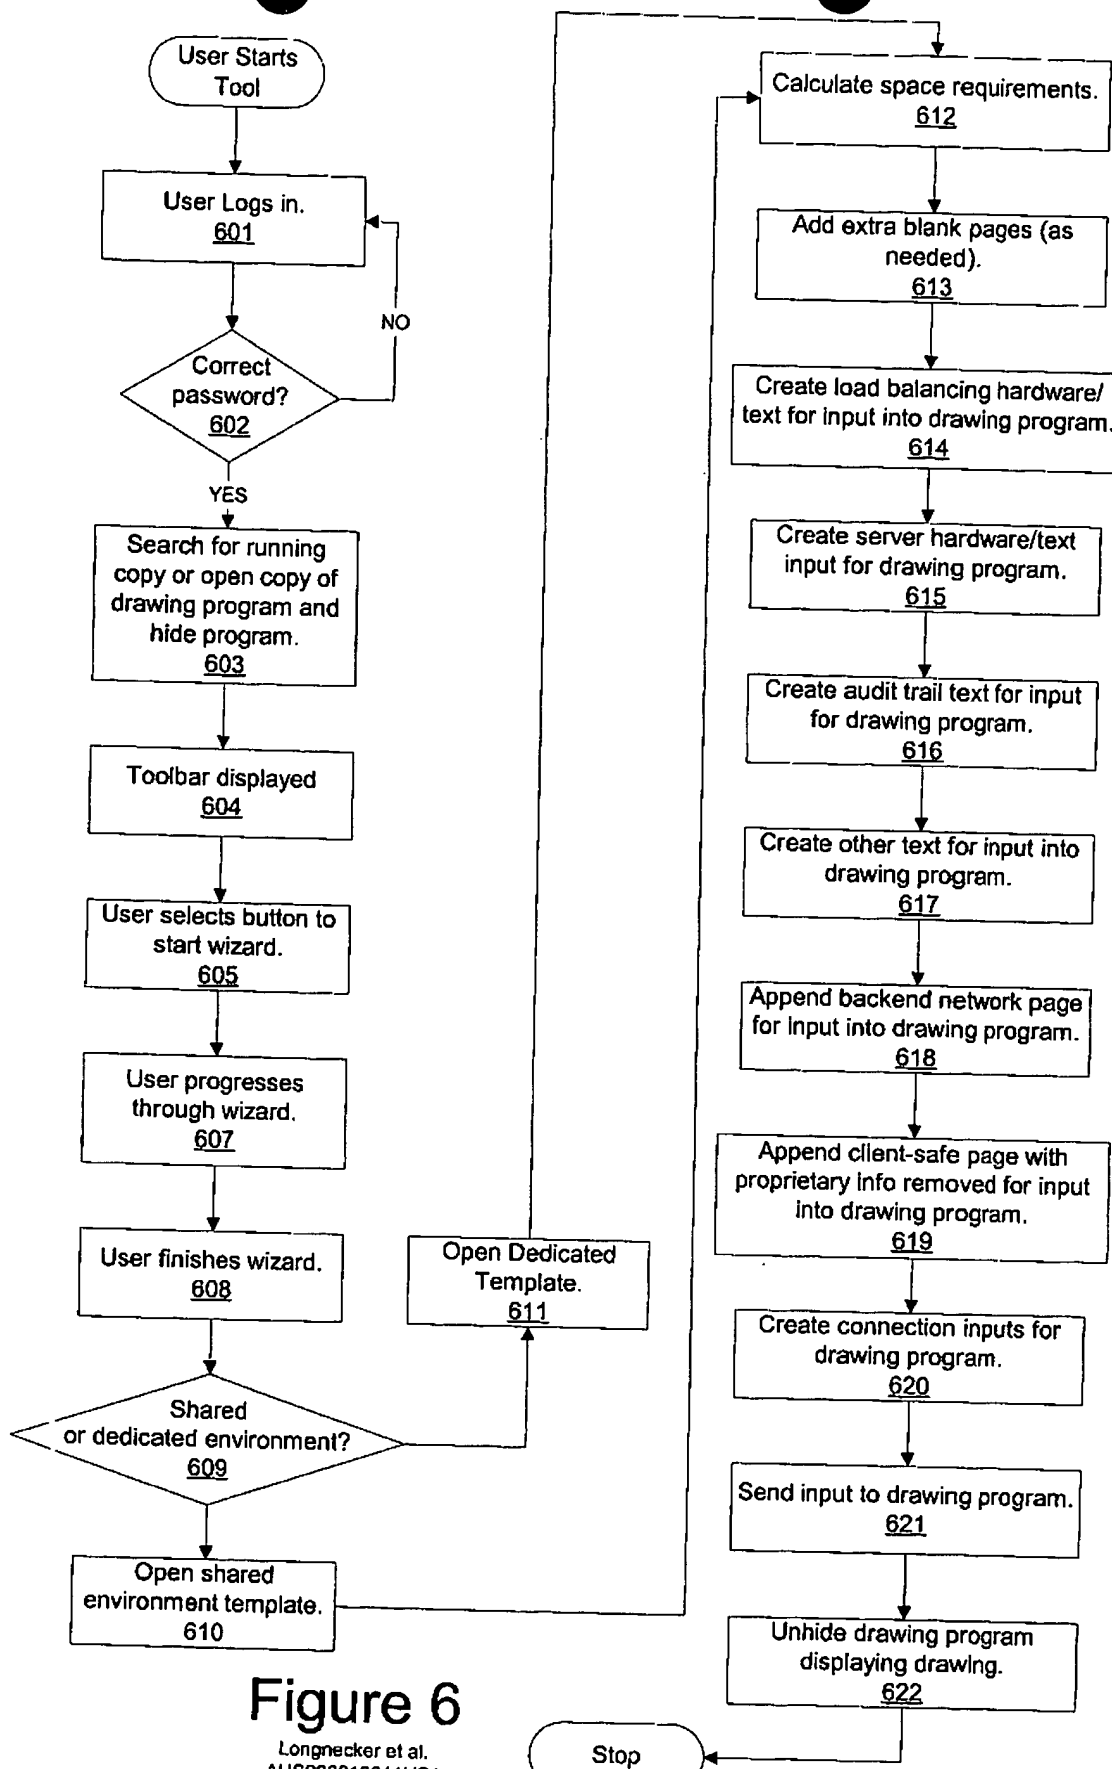 User Starts
Tool
User Logs in.
601
NO
Correct
password?
602
YES
Search for running
copy or open copy of
drawing program and
hide program.
603
Toolbar displayed
604
User selects button to
start wizard.
605
User progresses
through wizard.
607
User finishes wizard.
608
Shared
or dedicated environment?
609
Open shared
environment template.
610
Open Dedicated
Template.
611
Calculate space requirements.
612
Add extra blank pages (as
needed).
613
Create load balancing hardware/
text for input into drawing program.
614
Create server hardware/text
input for drawing program.
615
Create audit trail text for input
for drawing program.
616
Create other text for input into
drawing program.
617
Append backend network page
for input into drawing program.
618
Append client-safe page with
proprietary info removed for input
into drawing program.
619
Create connection inputs for
drawing program.
620
Send input to drawing program.
621
Unhide drawing program
displaying drawing.
622
Stop
Figure 6
Longnecker et al.